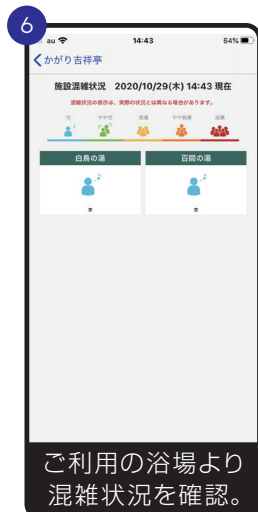 6
au 14:43 64%
かがり吉祥亭
施設混雑状況 2020/10/29(木) 14:43 現在
混雑状況の表示は、実際の状況とは異なる場合があります。
空 やや空 普通 やや混雑 混雑
白鳥の湯 百間の湯
空 空
ご利用の浴場より
混雑状況を確認。